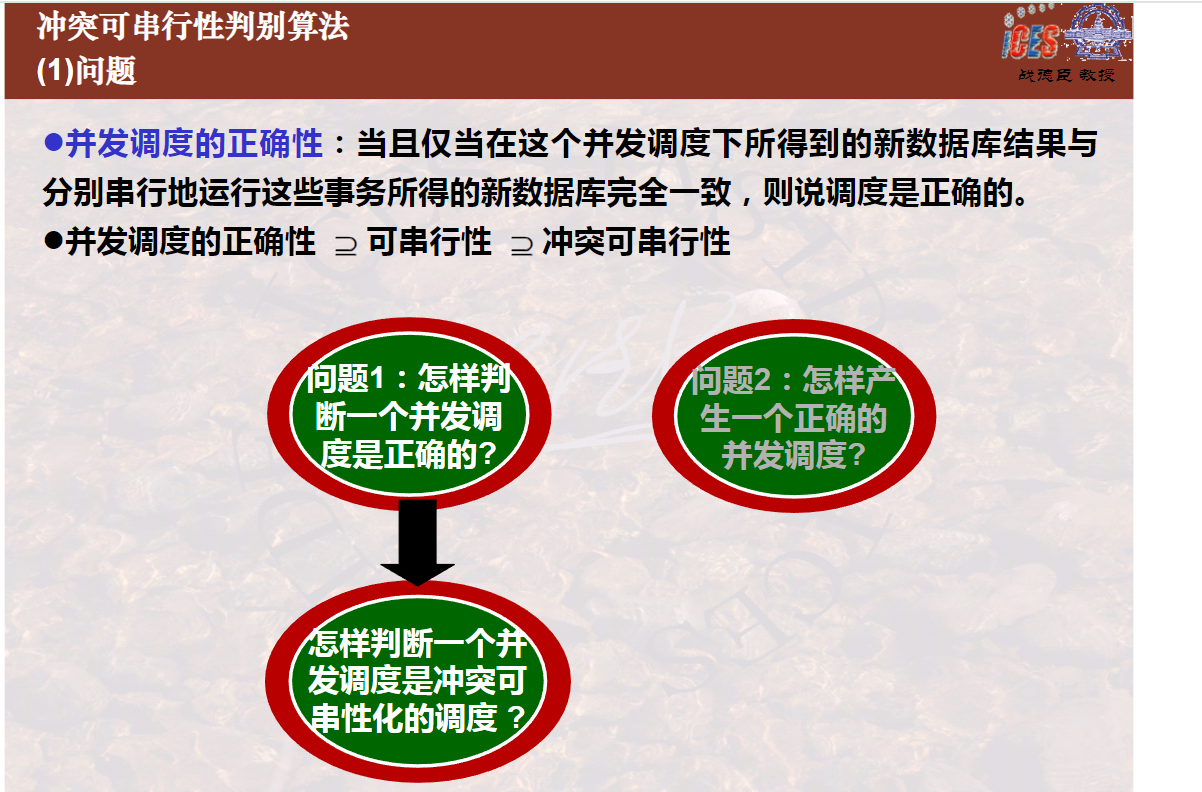 冲突可串行性判别算法
(1)问题
iCES
战德臣 教授
●并发调度的正确性：当且仅当在这个并发调度下所得到的新数据库结果与
分别串行地运行这些事务所得的新数据库完全一致，则说调度是正确的。
●并发调度的正确性 ⊇ 可串行性 ⊇ 冲突可串行性
问题1：怎样判
断一个并发调
度是正确的?
问题2：怎样产
生一个正确的
并发调度?
怎样判断一个并
发调度是冲突可
串性化的调度？